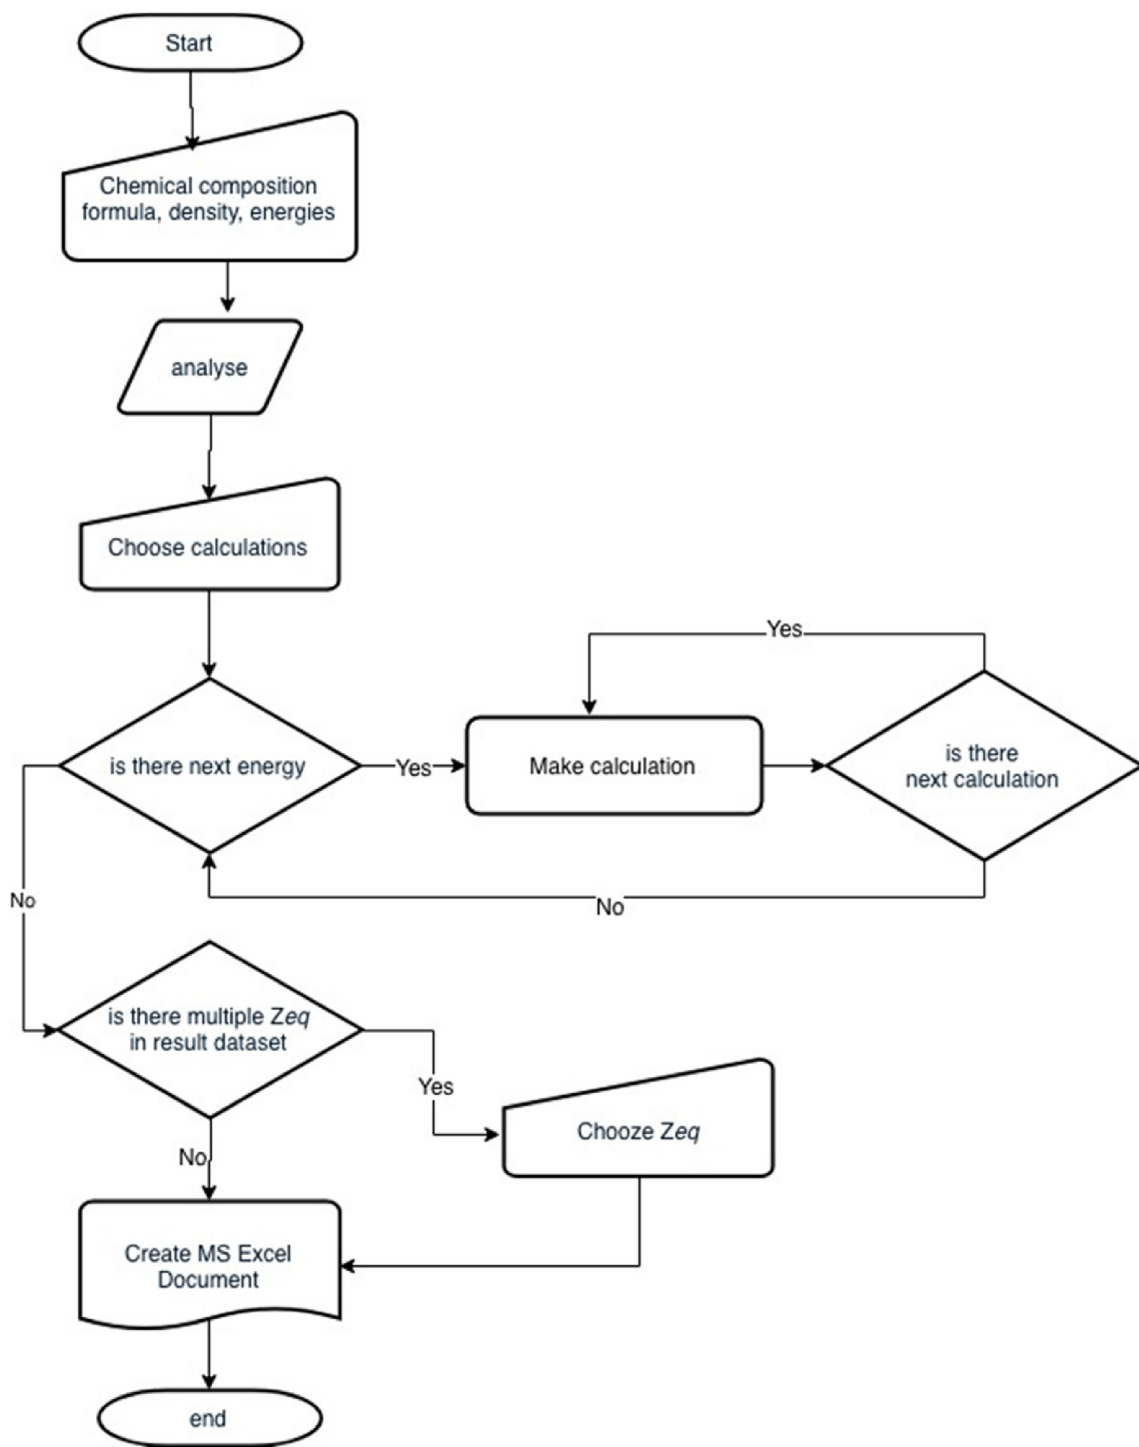 Start
Chemical composition
formula, density, energies
analyse
Choose calculations
Yes
is there next energy
Yes
Make calculation
is there
next calculation
No
No
is there multiple Zeq
in result dataset
Yes
Chooze Zeq
No
Create MS Excel
Document
end